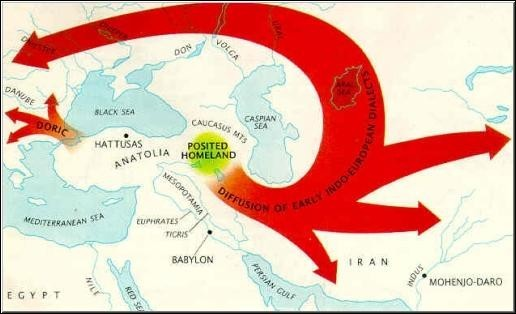 DNIESTR
DNIEPER
DON
VOLGA
URAL
ARAL
SEA
DANUBE
BLACK SEA
CAUCASUS MTS
CASPIAN
SEA
DORIC
HATTUSAS
ANATOLIA
POSITED
HOMELAND
DIFFUSION OF EARLY INDO-EUROPEAN DIALECTS
MESOPOTAMIA
MEDITERRANEAN SEA
EUPHRATES
TIGRIS
BABYLON
IRAN
PERSIAN GULF
INDUS
MOHENJO-DARO
EGYPT
NILE
RED SEA